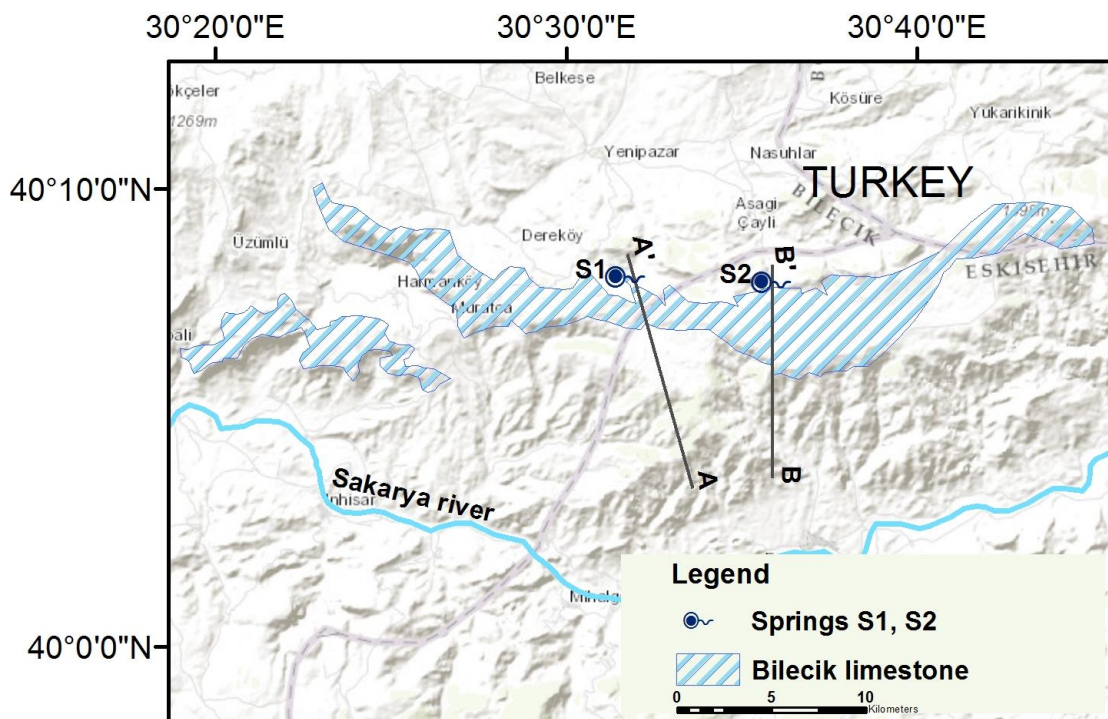 30°20'0"E
30°30'0"E
30°40'0"E
40°10'0"N
40°0'0"N
Belkese
Kösüre
Yukarikinik
1269m
Yenipazar
Nasuhlar
TURKEY
BILECIK
Asagi
Çayli
Üzümlü
Dereköy
A'
B'
S1
S2
ESKISEHIR
A
B
Sakarya river
Legend
Springs S1, S2
Bilecik limestone
0 5 10
Kilometers